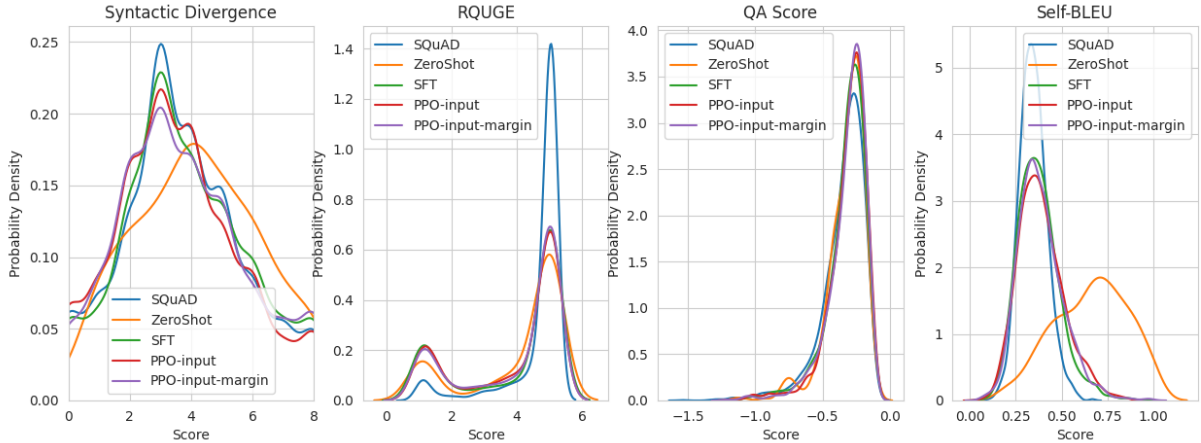 Syntactic Divergence
Probability Density
0.25
0.20
0.15
0.10
0.05
0
2
4
6
8
Score
SQuAD
ZeroShot
SFT
PPO-input
PPO-input-margin
RQUGE
Probability Density
1.4
1.2
1.0
0.8
0.6
0.4
0.2
0.0
0
2
4
6
Score
SQuAD
ZeroShot
SFT
PPO-input
PPO-input-margin
QA Score
Probability Density
4.0
3.5
3.0
2.5
2.0
1.5
1.0
0.5
0.0
−1.5
−1.0
−0.5
0.0
Score
SQuAD
ZeroShot
SFT
PPO-input
PPO-input-margin
Self-BLEU
Probability Density
5
4
3
2
1
0
0.00
0.25
0.50
0.75
1.00
Score
SQuAD
ZeroShot
SFT
PPO-input
PPO-input-margin